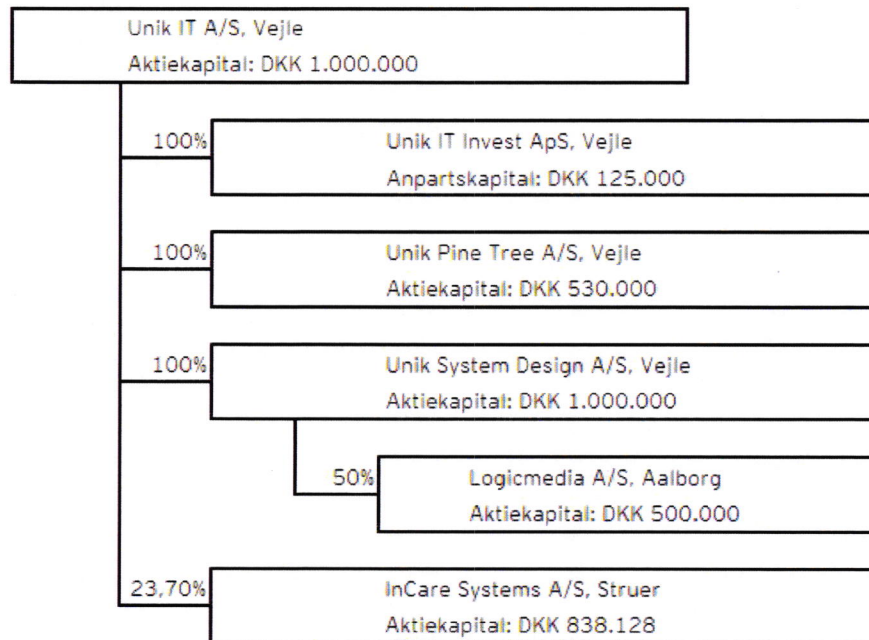 Unik IT A/S, Vejle
Aktiekapital: DKK 1.000.000
100%
Unik IT Invest ApS, Vejle
Anpartskapital: DKK 125.000
100%
Unik Pine Tree A/S, Vejle
Aktiekapital: DKK 530.000
100%
Unik System Design A/S, Vejle
Aktiekapital: DKK 1.000.000
50%
Logicmedia A/S, Aalborg
Aktiekapital: DKK 500.000
23,70%
InCare Systems A/S, Struer
Aktiekapital: DKK 838.128